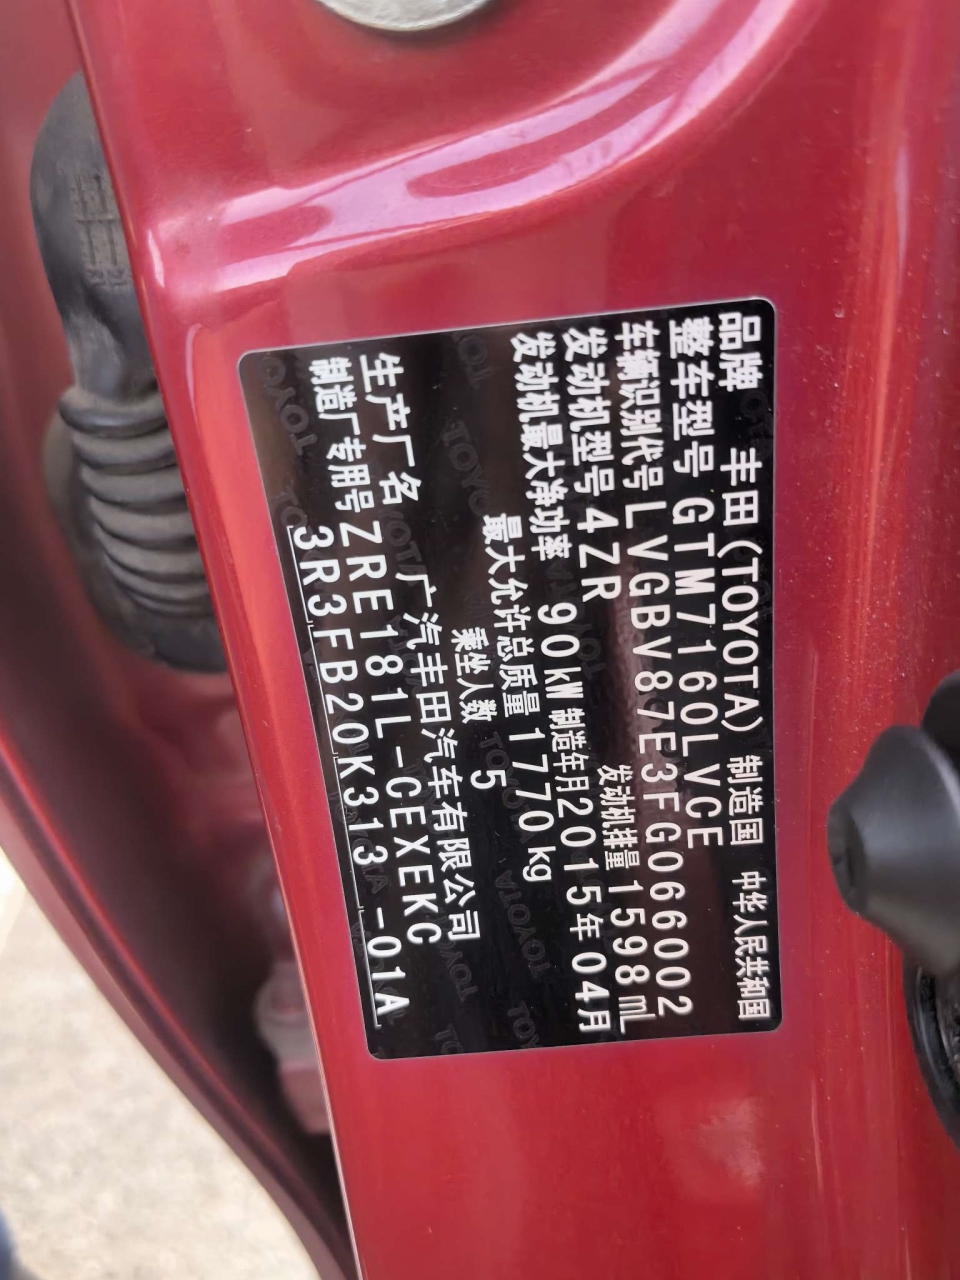 品牌 丰田(TOYOTA) 制造国 中华人民共和国
整车型号 GTM7160LVCE
车辆识别代号 LVGBV87E3FG066002
发动机型号 4ZR 发动机排量 1598mL
发动机最大净功率 90kW 制造年月 2015年04月
最大允许总质量 1770kg
乘坐人数 5
生产厂名 广汽丰田汽车有限公司
制造厂专用号 ZRE181L-CEXEKC
3R3FB20K313-01A